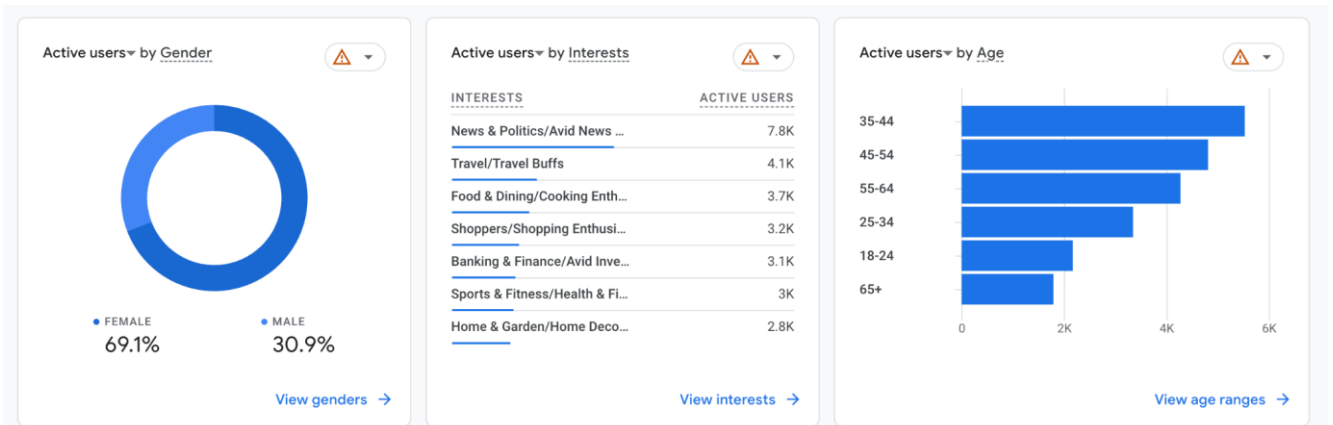 Active users by Gender
FEMALE
69.1%
MALE
30.9%
View genders
Active users by Interests
INTERESTS ACTIVE USERS
News & Politics/Avid News ... 7.8K
Travel/Travel Buffs 4.1K
Food & Dining/Cooking Enth... 3.7K
Shoppers/Shopping Enthusi... 3.2K
Banking & Finance/Avid Inve... 3.1K
Sports & Fitness/Health & Fi... 3K
Home & Garden/Home Deco... 2.8K
View interests
Active users by Age
35-44
45-54
55-64
25-34
18-24
65+
0 2K 4K 6K
View age ranges